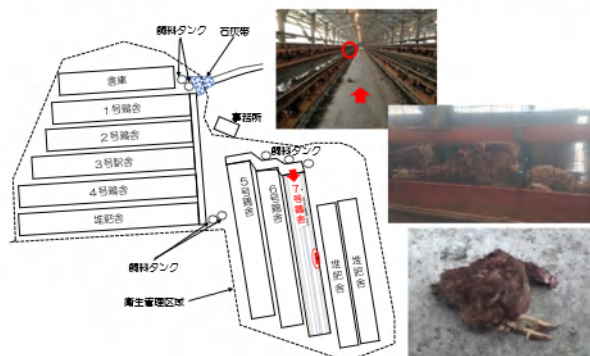 飼料タンク
石灰帯
倉庫
1号鶏舎
2号鶏舎
3号鶏舎
4号鶏舎
堆肥舎
事務所
飼料タンク
5号鶏舎
6号鶏舎
7号鶏舎
堆肥舎
堆肥舎
飼料タンク
衛生管理区域